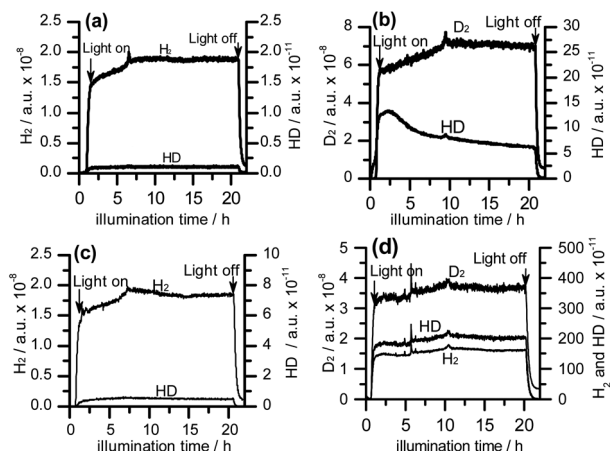 (a)
2.5
2.0
1.5
1.0
0.5
0.0
H2 / a.u. x 10-8
Light on
H2
Light off
HD
2.5
2.0
1.5
1.0
0.5
0.0
HD / a.u. x 10-11
0 5 10 15 20
illumination time / h
(b)
8
6
4
2
0
D2 / a.u. x 10-8
Light on
D2
Light off
HD
30
25
20
15
10
5
0
HD / a.u. x 10-11
0 5 10 15 20
illumination time / h
(c)
2.5
2.0
1.5
1.0
0.5
0.0
H2 / a.u. x 10-8
Light on
H2
Light off
HD
10
8
6
4
2
0
HD / a.u. x 10-11
0 5 10 15 20
illumination time / h
(d)
5
4
3
2
1
0
D2 / a.u. x 10-8
Light on
D2
Light off
HD
H2
500
400
300
200
100
0
H2 and HD / a.u. x 10-11
0 5 10 15 20
illumination time / h